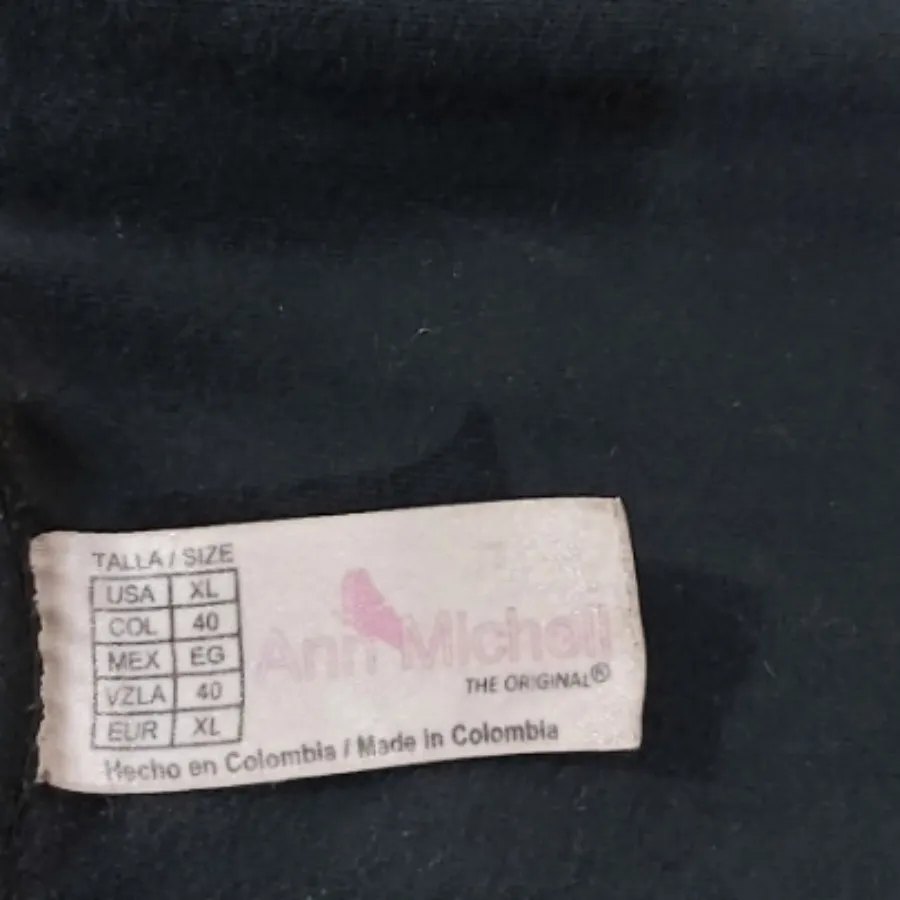 TALLA / SIZE
USA XL
COL 40
MEX EG
VZLA 40
EUR XL
Ann Michell
THE ORIGINAL®
Hecho en Colombia / Made in Colombia